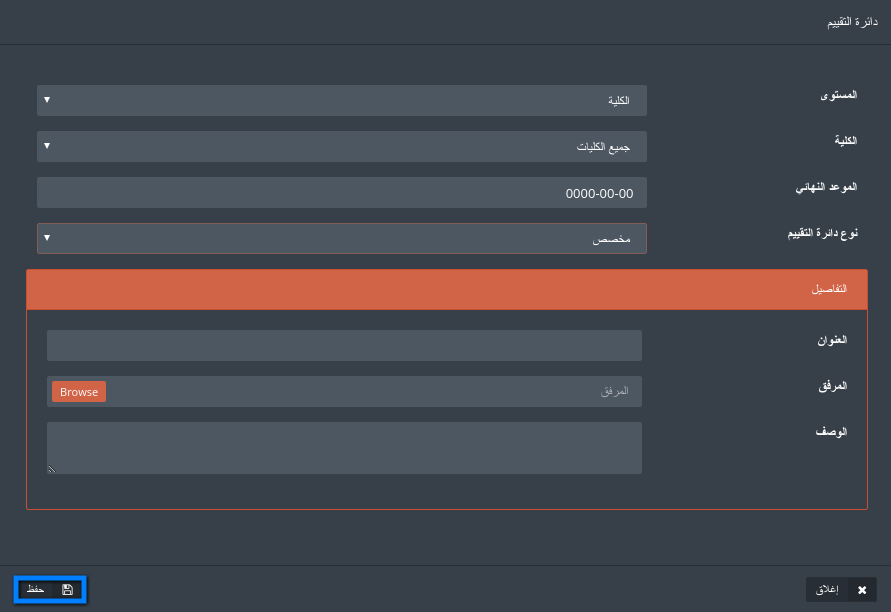 دائرة التقييم
المستوى
الكلية
الكلية
جميع الكليات
الموعد النهائي
0000-00-00
نوع دائرة التقييم
مخصص
التفاصيل
العنوان
المرفق
المرفق
Browse
الوصف
إغلاق
حفظ